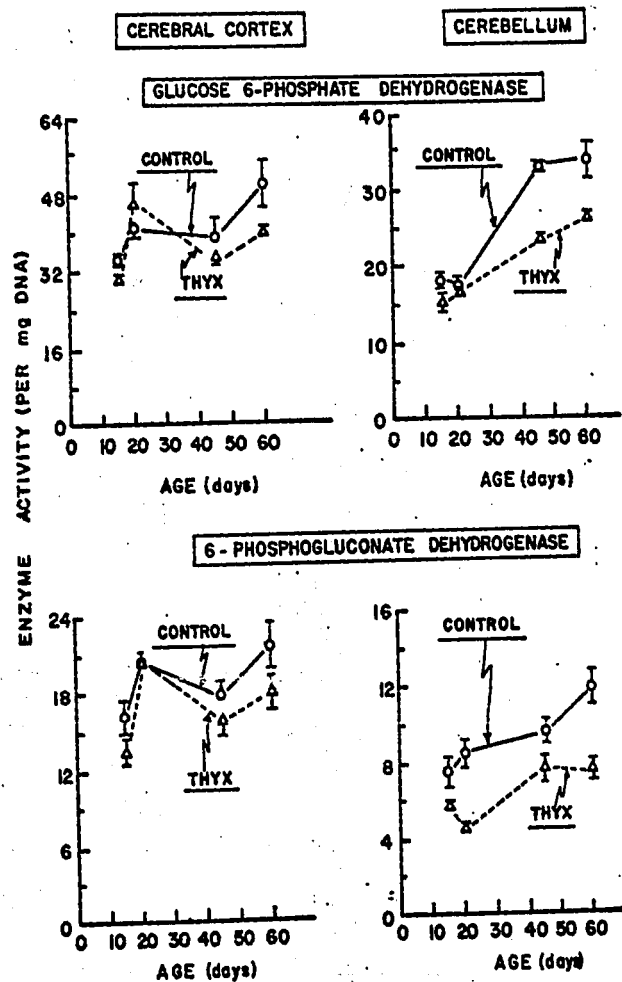 CEREBRAL CORTEX
CEREBELLUM
GLUCOSE 6-PHOSPHATE DEHYDROGENASE
ENZYME ACTIVITY (PER mg DNA)
64
48
32
16
0
CONTROL
THYX
0 10 20 30 40 50 60
AGE (days)
40
30
20
10
0
CONTROL
THYX
0 10 20 30 40 50 60
AGE (days)
6-PHOSPHOGLUCONATE DEHYDROGENASE
24
18
12
6
0
CONTROL
THYX
0 10 20 30 40 50 60
AGE (days)
16
12
8
4
0
CONTROL
THYX
0 10 20 30 40 50 60
AGE (days)